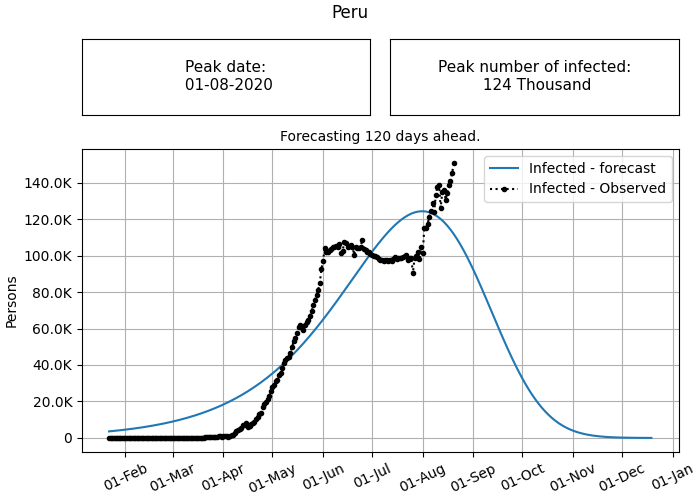 Peru
Peak date:
01-08-2020
Peak number of infected:
124 Thousand
Forecasting 120 days ahead.
Infected - forecast
Infected - Observed
Persons
140.0K
120.0K
100.0K
80.0K
60.0K
40.0K
20.0K
0
01-Feb 01-Mar 01-Apr 01-May 01-Jun 01-Jul 01-Aug 01-Sep 01-Oct 01-Nov 01-Dec 01-Jan